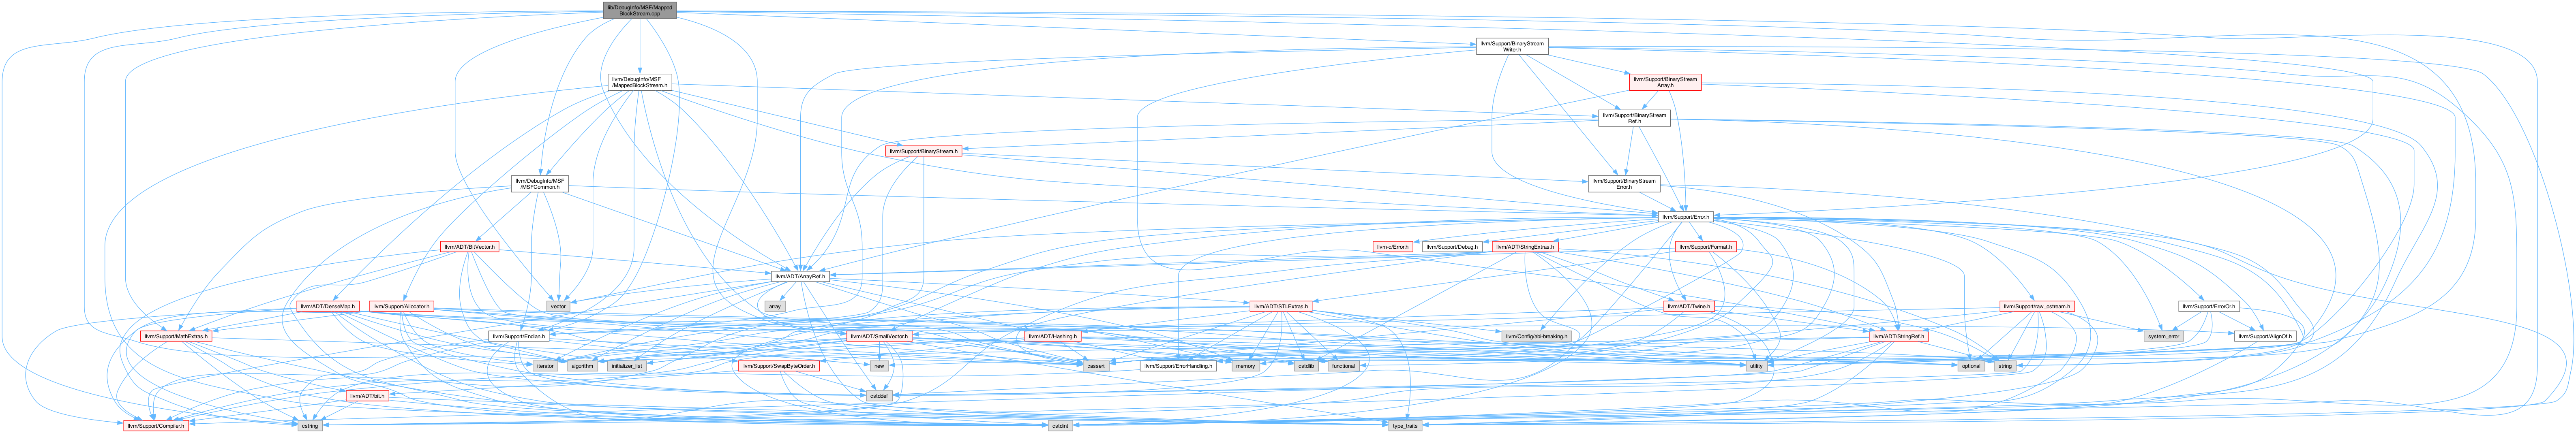 lib/DebugInfo/MSF/Mapped
BlockStream.cpp
llvm/Support/BinaryStream
Writer.h
llvm/DebugInfo/MSF
/MappedBlockStream.h
llvm/Support/BinaryStream
Array.h
llvm/Support/BinaryStream
Ref.h
llvm/Support/BinaryStream.h
llvm/DebugInfo/MSF
/MSFCommon.h
llvm/Support/BinaryStream
Error.h
llvm/Support/Error.h
llvm/ADT/BitVector.h
llvm-c/Error.h
llvm/Support/Debug.h
llvm/ADT/StringExtras.h
llvm/Support/Format.h
llvm/ADT/ArrayRef.h
llvm/ADT/DenseMap.h
llvm/Support/Allocator.h
vector
array
llvm/ADT/STLExtras.h
llvm/ADT/Twine.h
llvm/Support/raw_ostream.h
llvm/Support/ErrorOr.h
llvm/Support/MathExtras.h
llvm/Support/Endian.h
llvm/ADT/SmallVector.h
llvm/ADT/Hashing.h
llvm/Config/abi-breaking.h
llvm/ADT/StringRef.h
system_error
llvm/Support/AlignOf.h
iterator
algorithm
initializer_list
llvm/Support/SwapByteOrder.h
new
cassert
llvm/Support/ErrorHandling.h
memory
cstdlib
functional
utility
optional
string
llvm/ADT/bit.h
cstddef
llvm/Support/Compiler.h
cstring
cstdint
type_traits